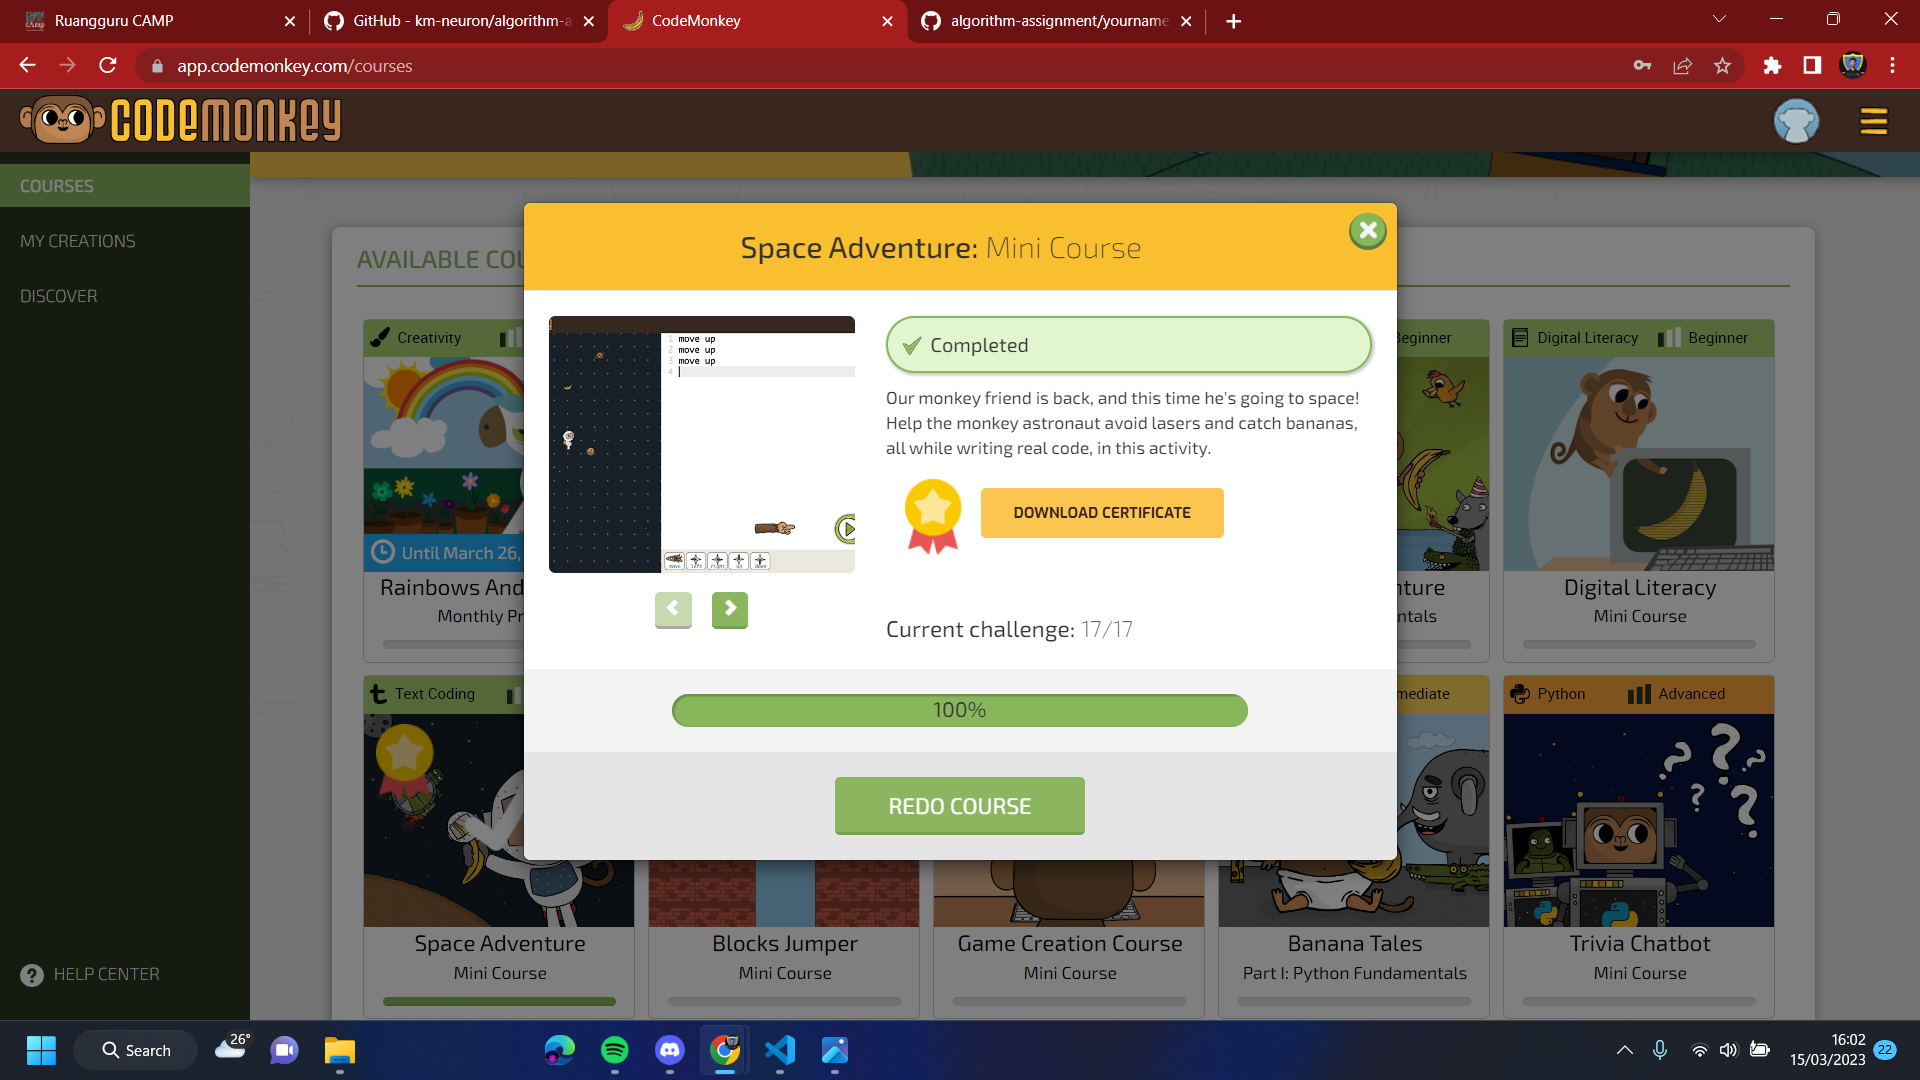 Ruangguru CAMP
GitHub - km-neuron/algorithm-a
CodeMonkey
algorithm-assignment/yourname
app.codemonkey.com/courses
CODEMONKEY
COURSES
MY CREATIONS
DISCOVER
HELP CENTER
AVAILABLE COU
Space Adventure: Mini Course
move up
move up
move up
Completed
Our monkey friend is back, and this time he's going to space!
Help the monkey astronaut avoid lasers and catch bananas,
all while writing real code, in this activity.
DOWNLOAD CERTIFICATE
Current challenge: 17/17
100%
REDO COURSE
Creativity
Until March 26,
Rainbows And
Monthly Pr
Beginner
nture
ntals
Digital Literacy Beginner
Digital Literacy
Mini Course
Text Coding
Space Adventure
Mini Course
Blocks Jumper
Mini Course
Game Creation Course
Mini Course
mediate
Banana Tales
Part I: Python Fundamentals
Python Advanced
Trivia Chatbot
Mini Course
Search
26°
16:02
15/03/2023
22